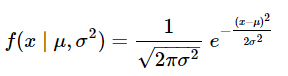 f(x | μ, σ²) = 1/√(2πσ²) e^(−(x−μ)²/(2σ²))